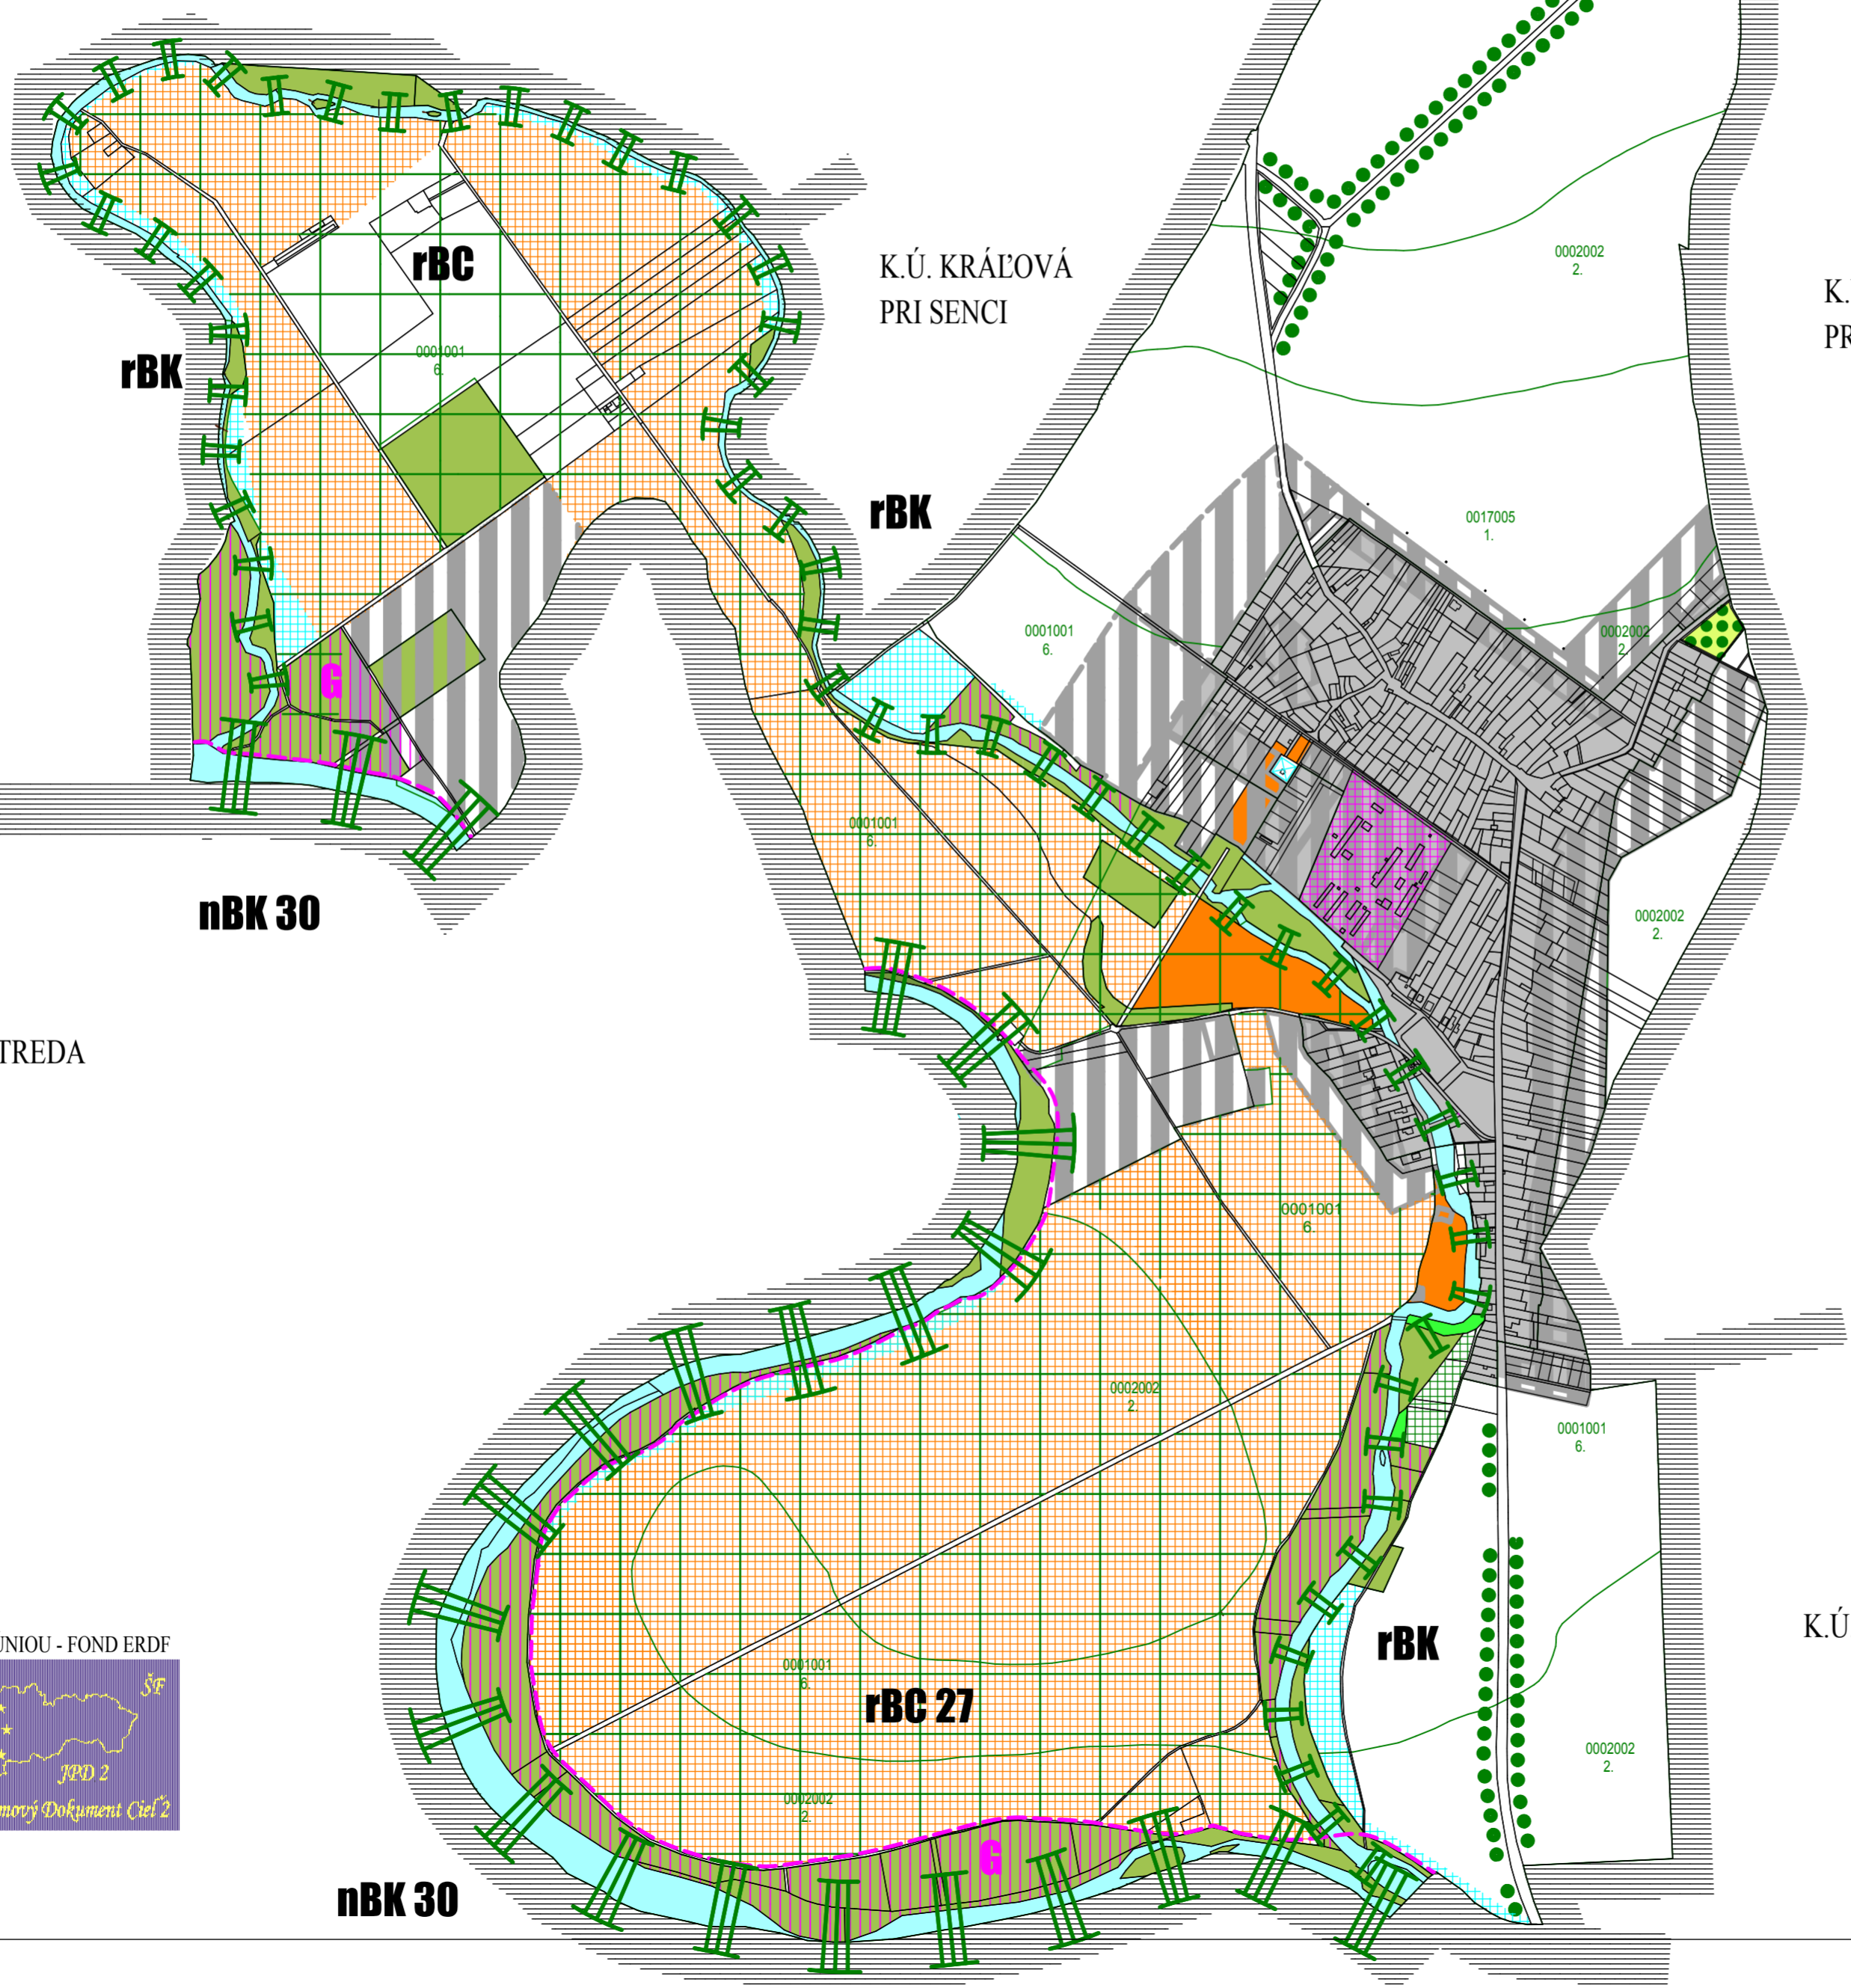 rBC
K.Ú. KRÁĽOVÁ
PRI SENCI
0002002
2.
K.
PR
0001001
6.
rBK
rBK
0017005
1.
0001001
6.
0002002
2.
G
0001001
6.
nBK 30
0002002
2.
TREDA
0001001
6.
0002002
2.
0001001
6.
K.Ú
UNIOU - FOND ERDF
ŠF
JPD 2
mový Dokument Cieľ 2
rBK
0001001
6.
rBC 27
0002002
2.
0002002
2.
G
nBK 30